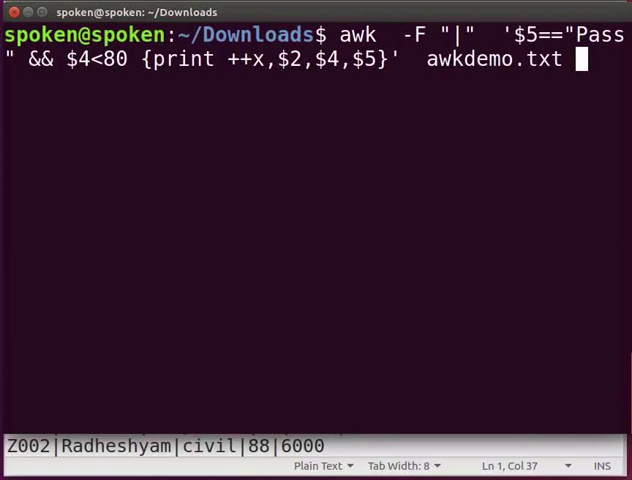 spoken@spoken: ~/Downloads
spoken@spoken:~/Downloads$ awk  -F "|"  '$5=="Pass
" && $4<80 {print ++x,$2,$4,$5}'  awkdemo.txt
Z002|Radheshyam|civil|88|6000
Plain Text Tab Width: 8 Ln 1, Col 37 INS